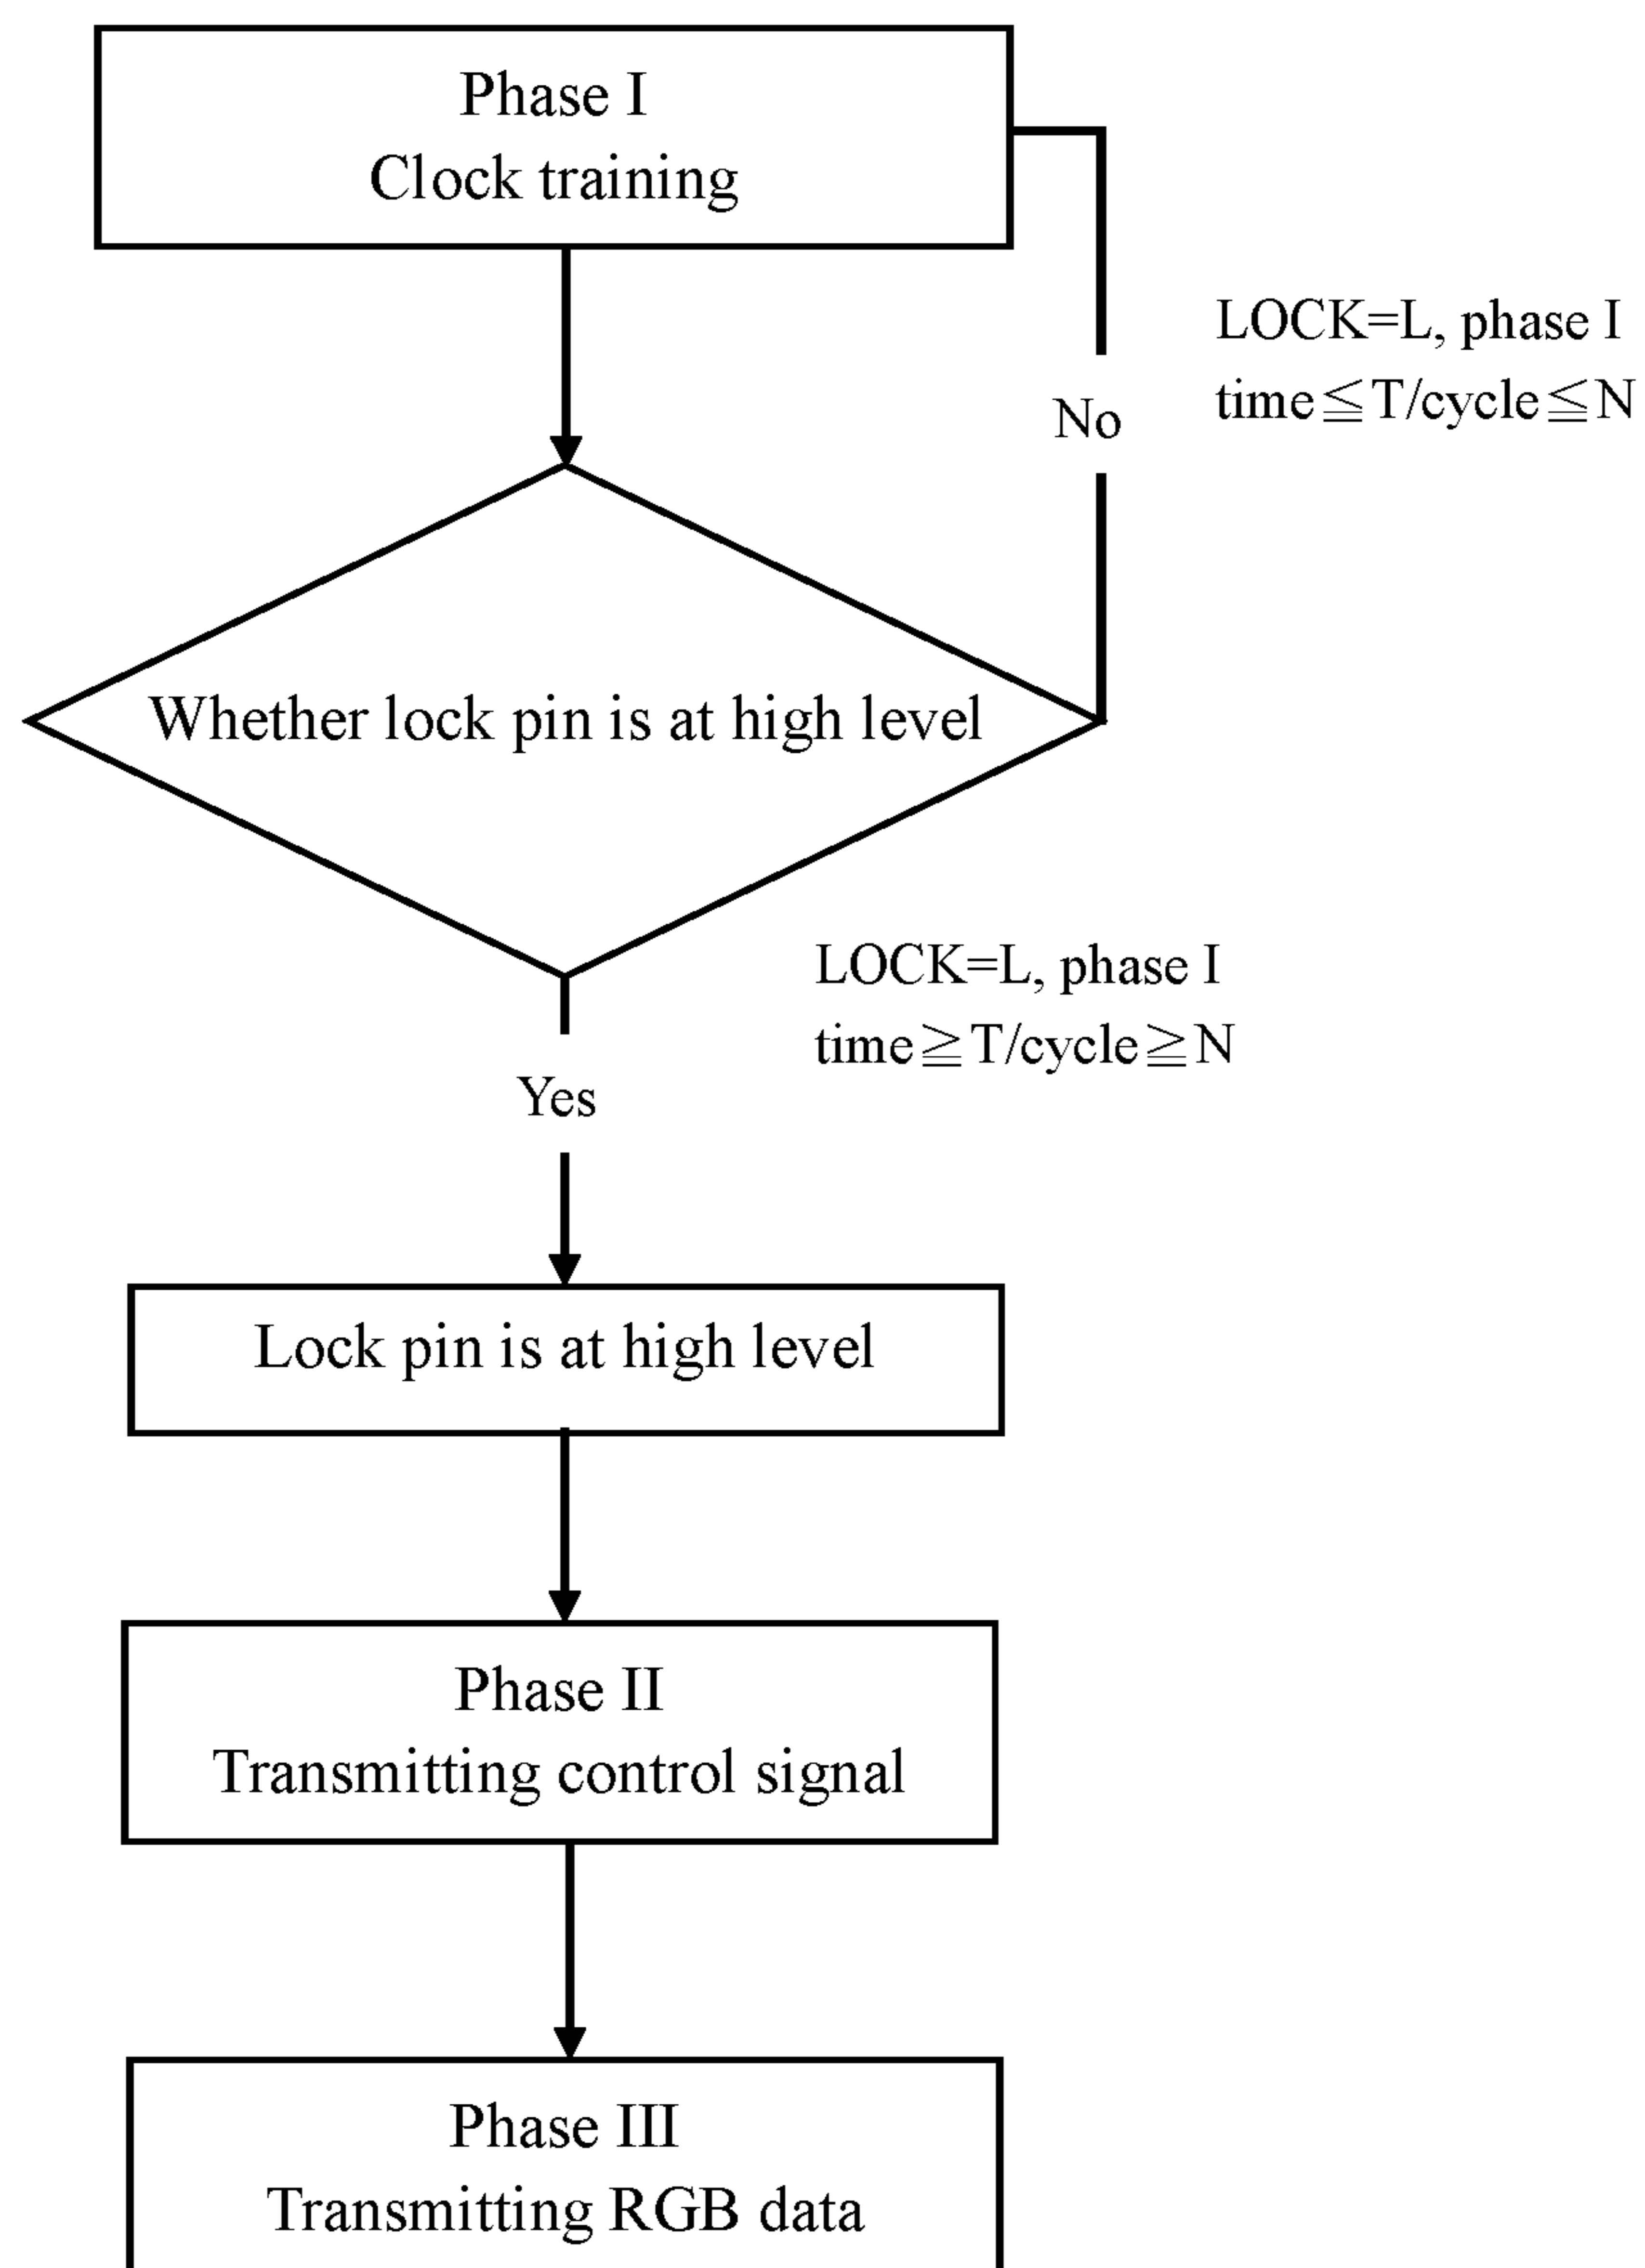 Phase I
Clock training
LOCK=L, phase I
time≦T/cycle≦N
No
Whether lock pin is at high level
LOCK=L, phase I
time≧T/cycle≧N
Yes
Lock pin is at high level
Phase II
Transmitting control signal
Phase III
Transmitting RGB data